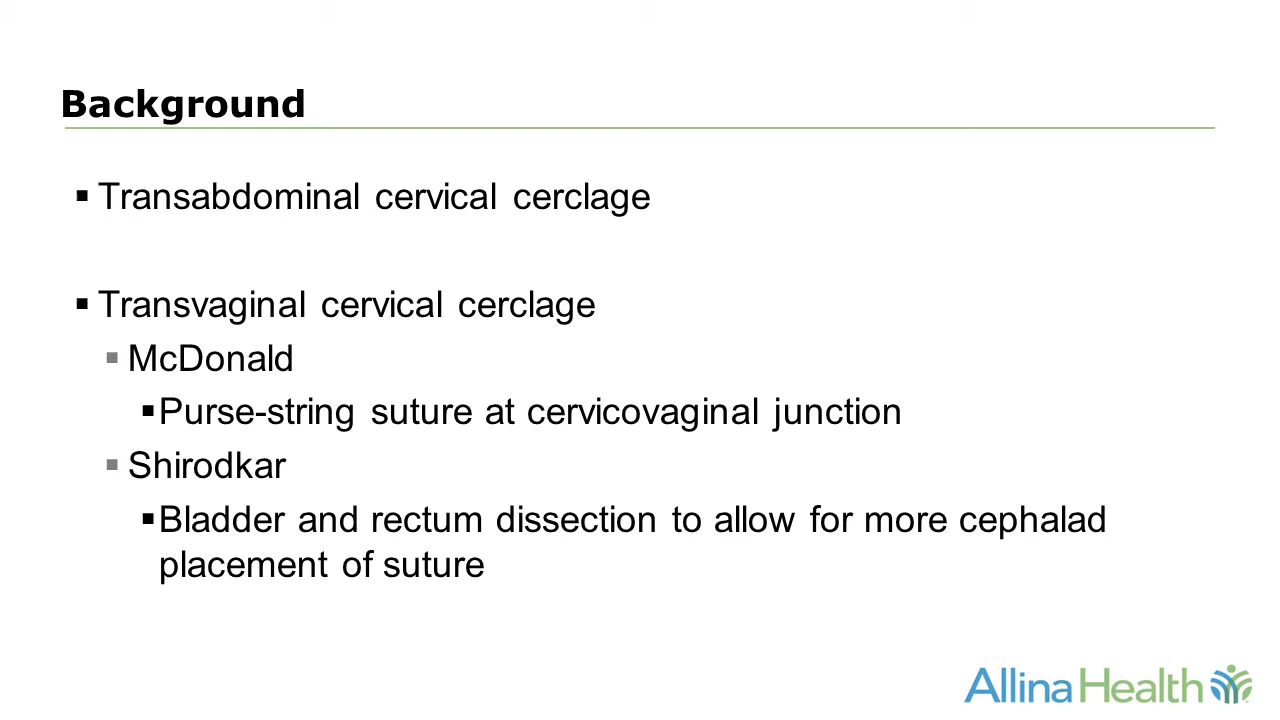 Background
▪ Transabdominal cervical cerclage
▪ Transvaginal cervical cerclage
▪ McDonald
▪ Purse-string suture at cervicovaginal junction
▪ Shirodkar
▪ Bladder and rectum dissection to allow for more cephalad
placement of suture
Allina Health